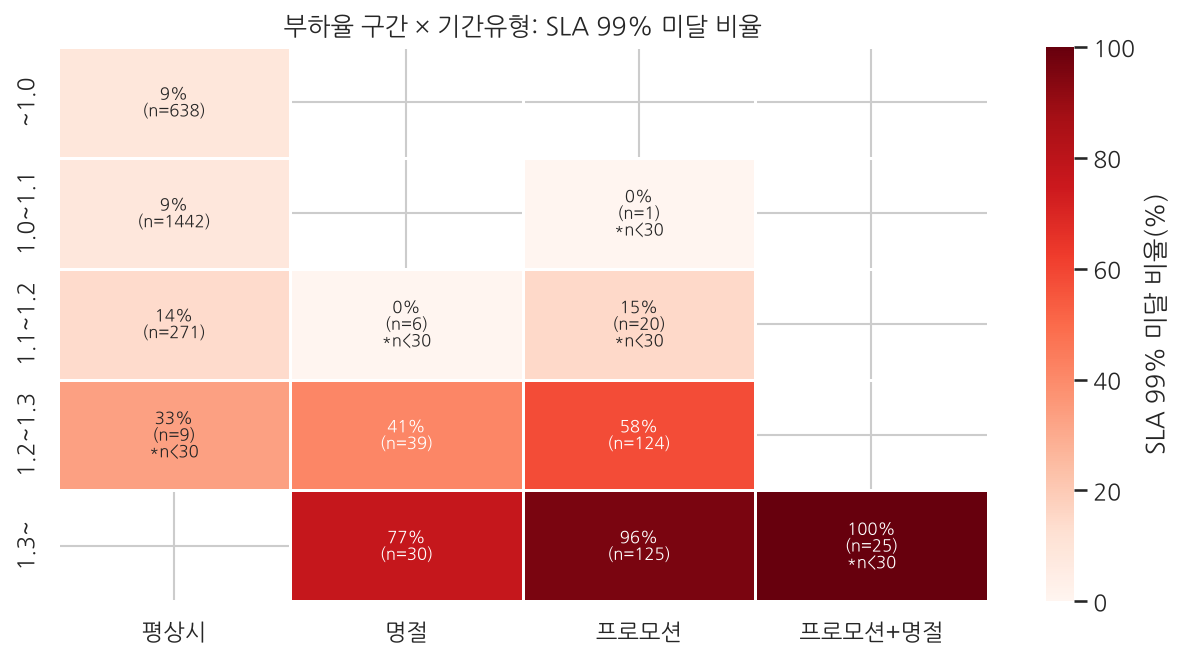 부하율 구간 × 기간유형: SLA 99% 미달 비율
~1.0
9%
(n=638)
1.0~1.1
9%
(n=1442)
0%
(n=1)
*n<30
1.1~1.2
14%
(n=271)
0%
(n=6)
*n<30
15%
(n=20)
*n<30
1.2~1.3
33%
(n=9)
*n<30
41%
(n=39)
58%
(n=124)
1.3~
77%
(n=30)
96%
(n=125)
100%
(n=25)
*n<30
평상시
명절
프로모션
프로모션+명절
100
80
60
40
20
0
SLA 99% 미달 비율(%)